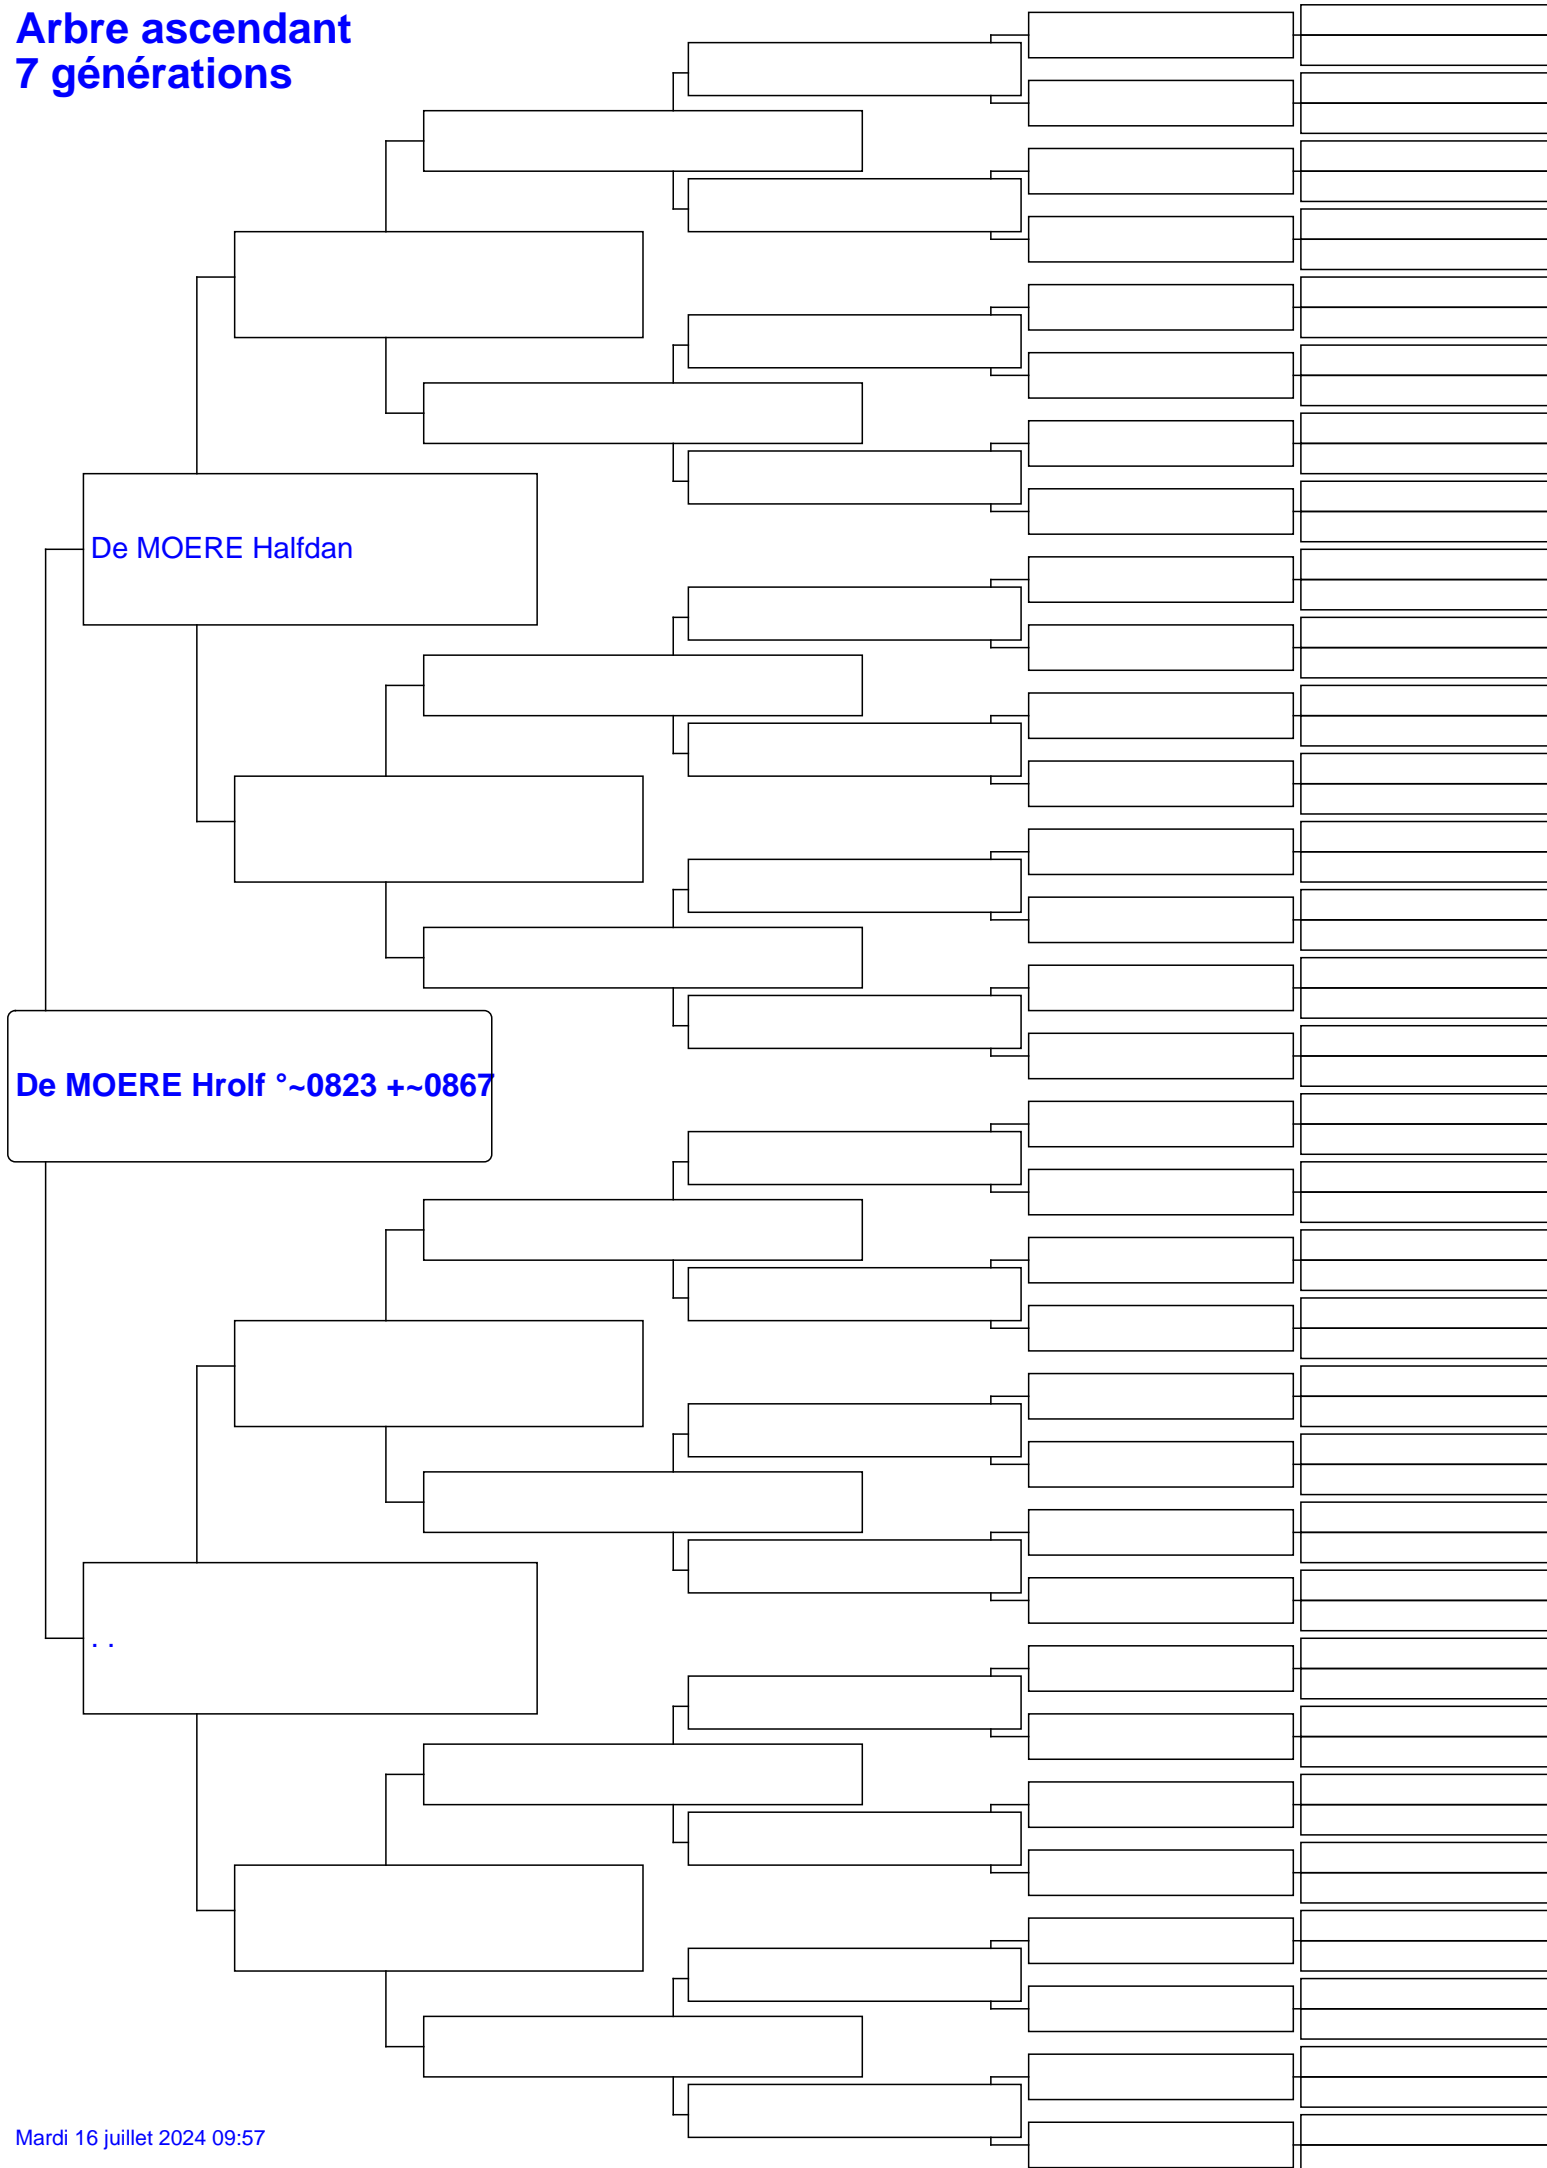 Arbre ascendant
7 générations
De MOERE Halfdan
De MOERE Hrolf °~0823 +~0867
. .
Mardi 16 juillet 2024 09:57